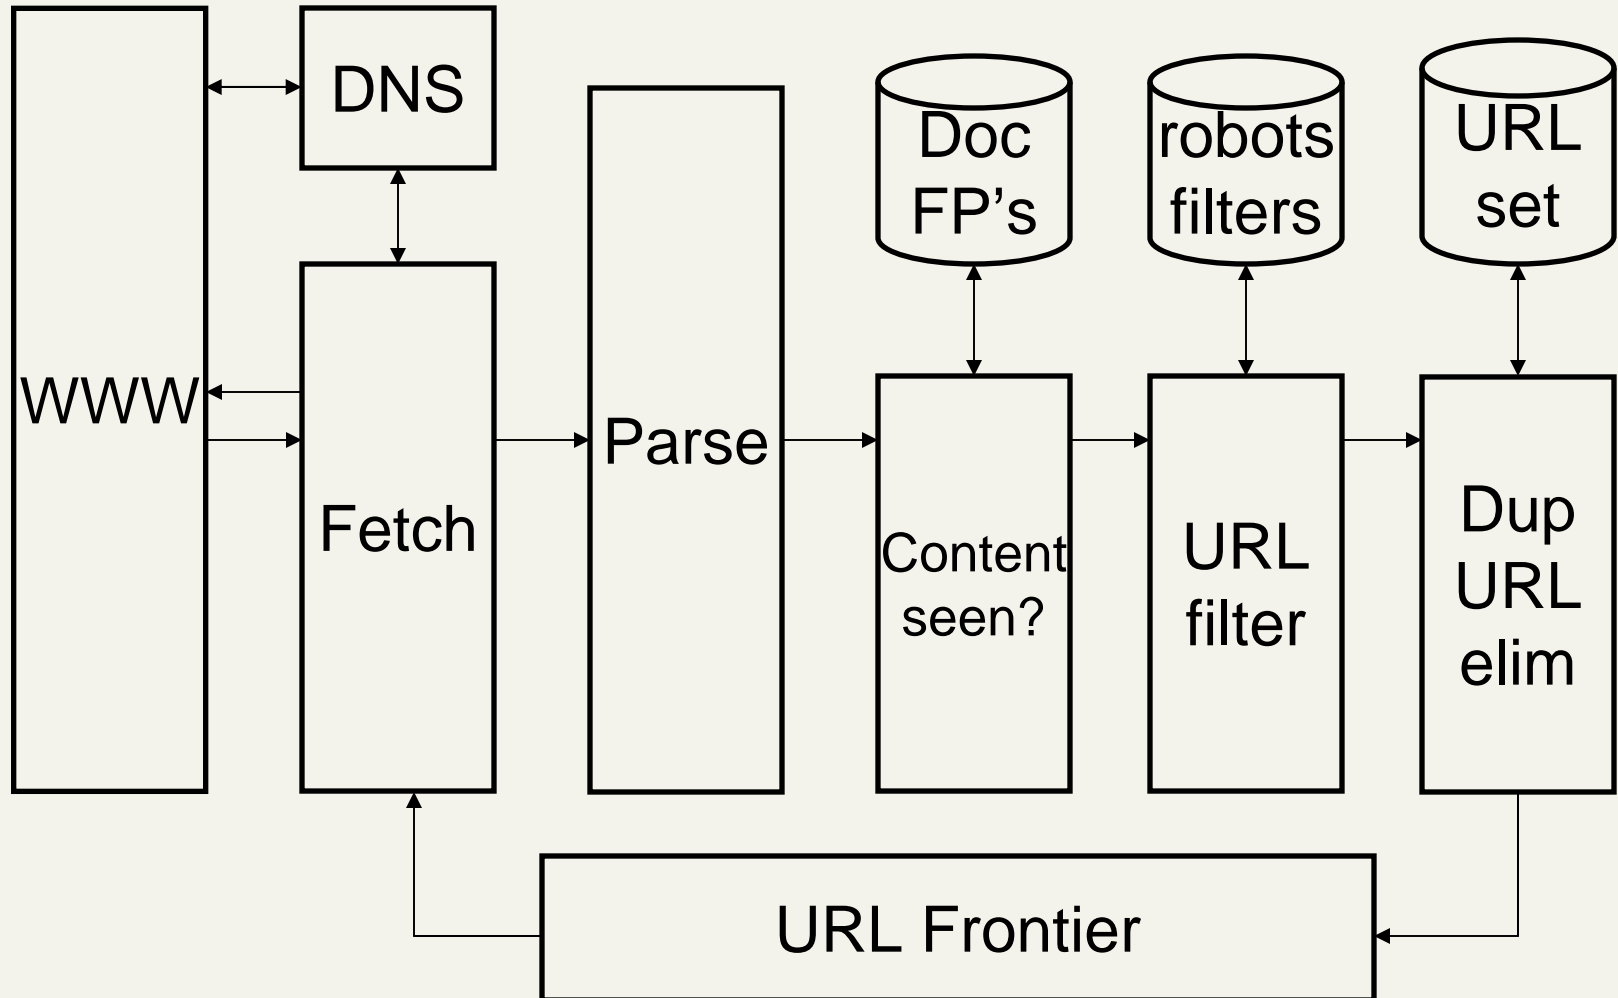 WWW
DNS
Fetch
Parse
Doc
FP’s
Content
seen?
robots
filters
URL
filter
URL
set
Dup
URL
elim
URL Frontier